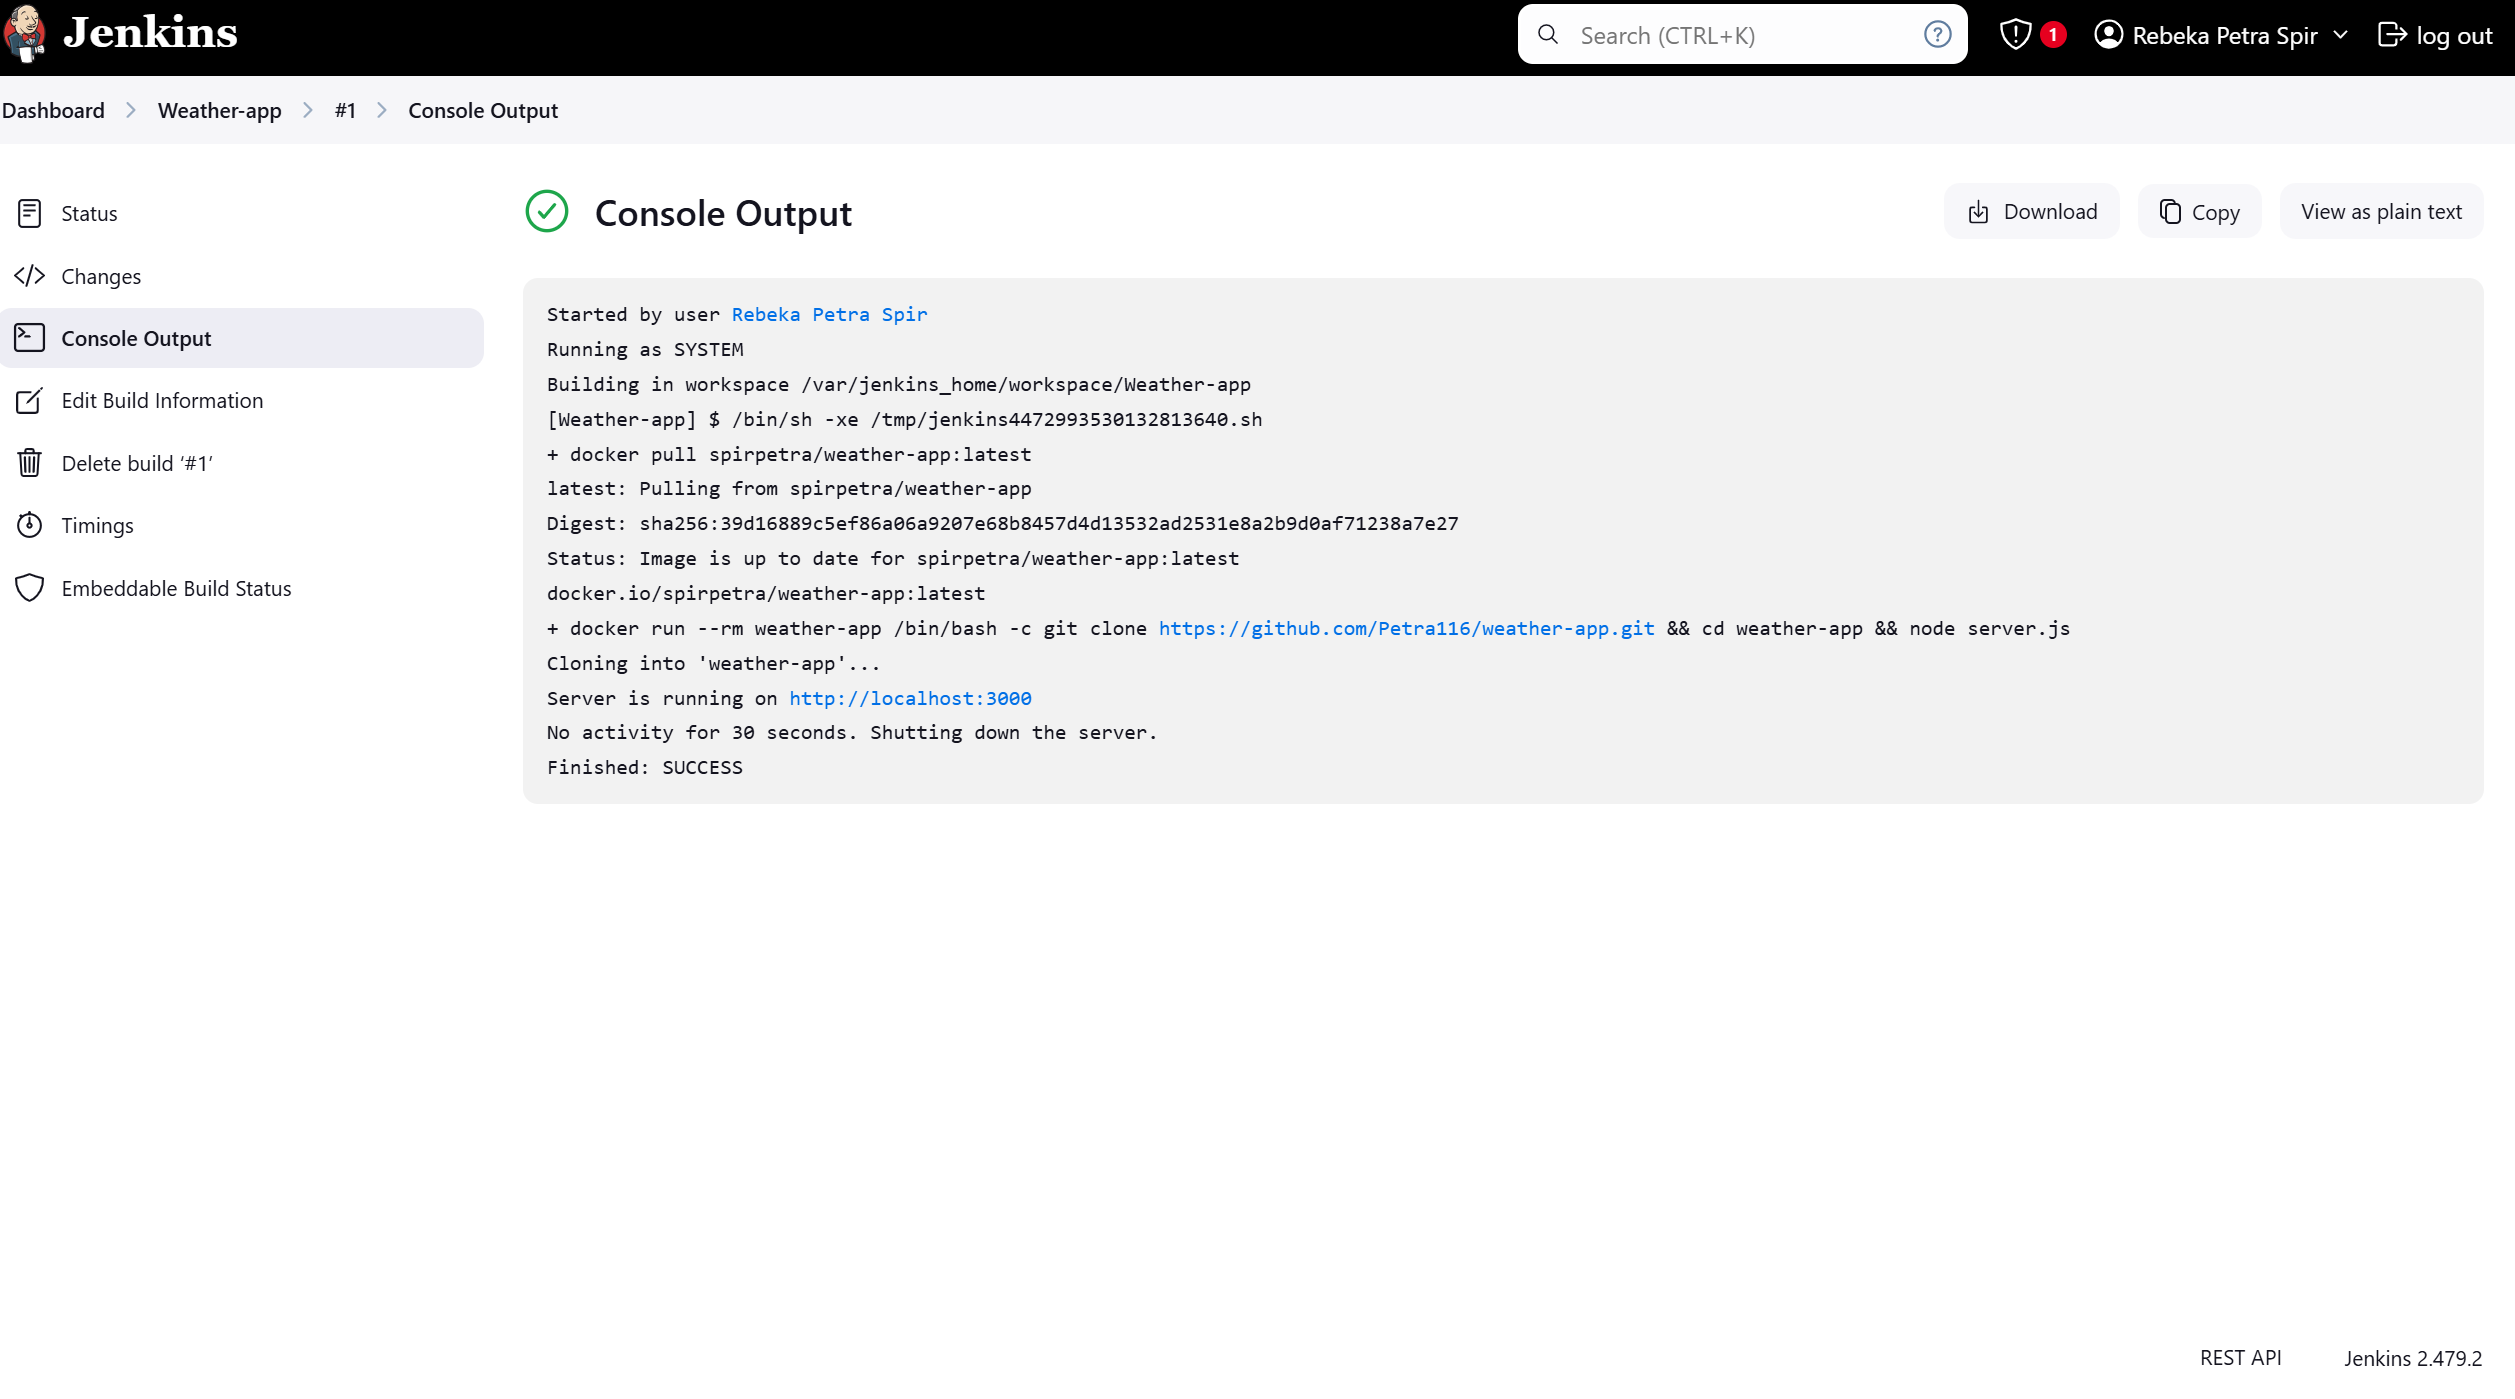 Jenkins
Search (CTRL+K)
1
Rebeka Petra Spir
log out
Dashboard
Weather-app
#1
Console Output
Status
Changes
Console Output
Edit Build Information
Delete build ‘#1’
Timings
Embeddable Build Status
Console Output
Download
Copy
View as plain text
Started by user Rebeka Petra Spir
Running as SYSTEM
Building in workspace /var/jenkins_home/workspace/Weather-app
[Weather-app] $ /bin/sh -xe /tmp/jenkins4472993530132813640.sh
+ docker pull spirpetra/weather-app:latest
latest: Pulling from spirpetra/weather-app
Digest: sha256:39d16889c5ef86a06a9207e68b8457d4d13532ad2531e8a2b9d0af71238a7e27
Status: Image is up to date for spirpetra/weather-app:latest
docker.io/spirpetra/weather-app:latest
+ docker run --rm weather-app /bin/bash -c git clone https://github.com/Petra116/weather-app.git && cd weather-app && node server.js
Cloning into 'weather-app'...
Server is running on http://localhost:3000
No activity for 30 seconds. Shutting down the server.
Finished: SUCCESS
REST API
Jenkins 2.479.2